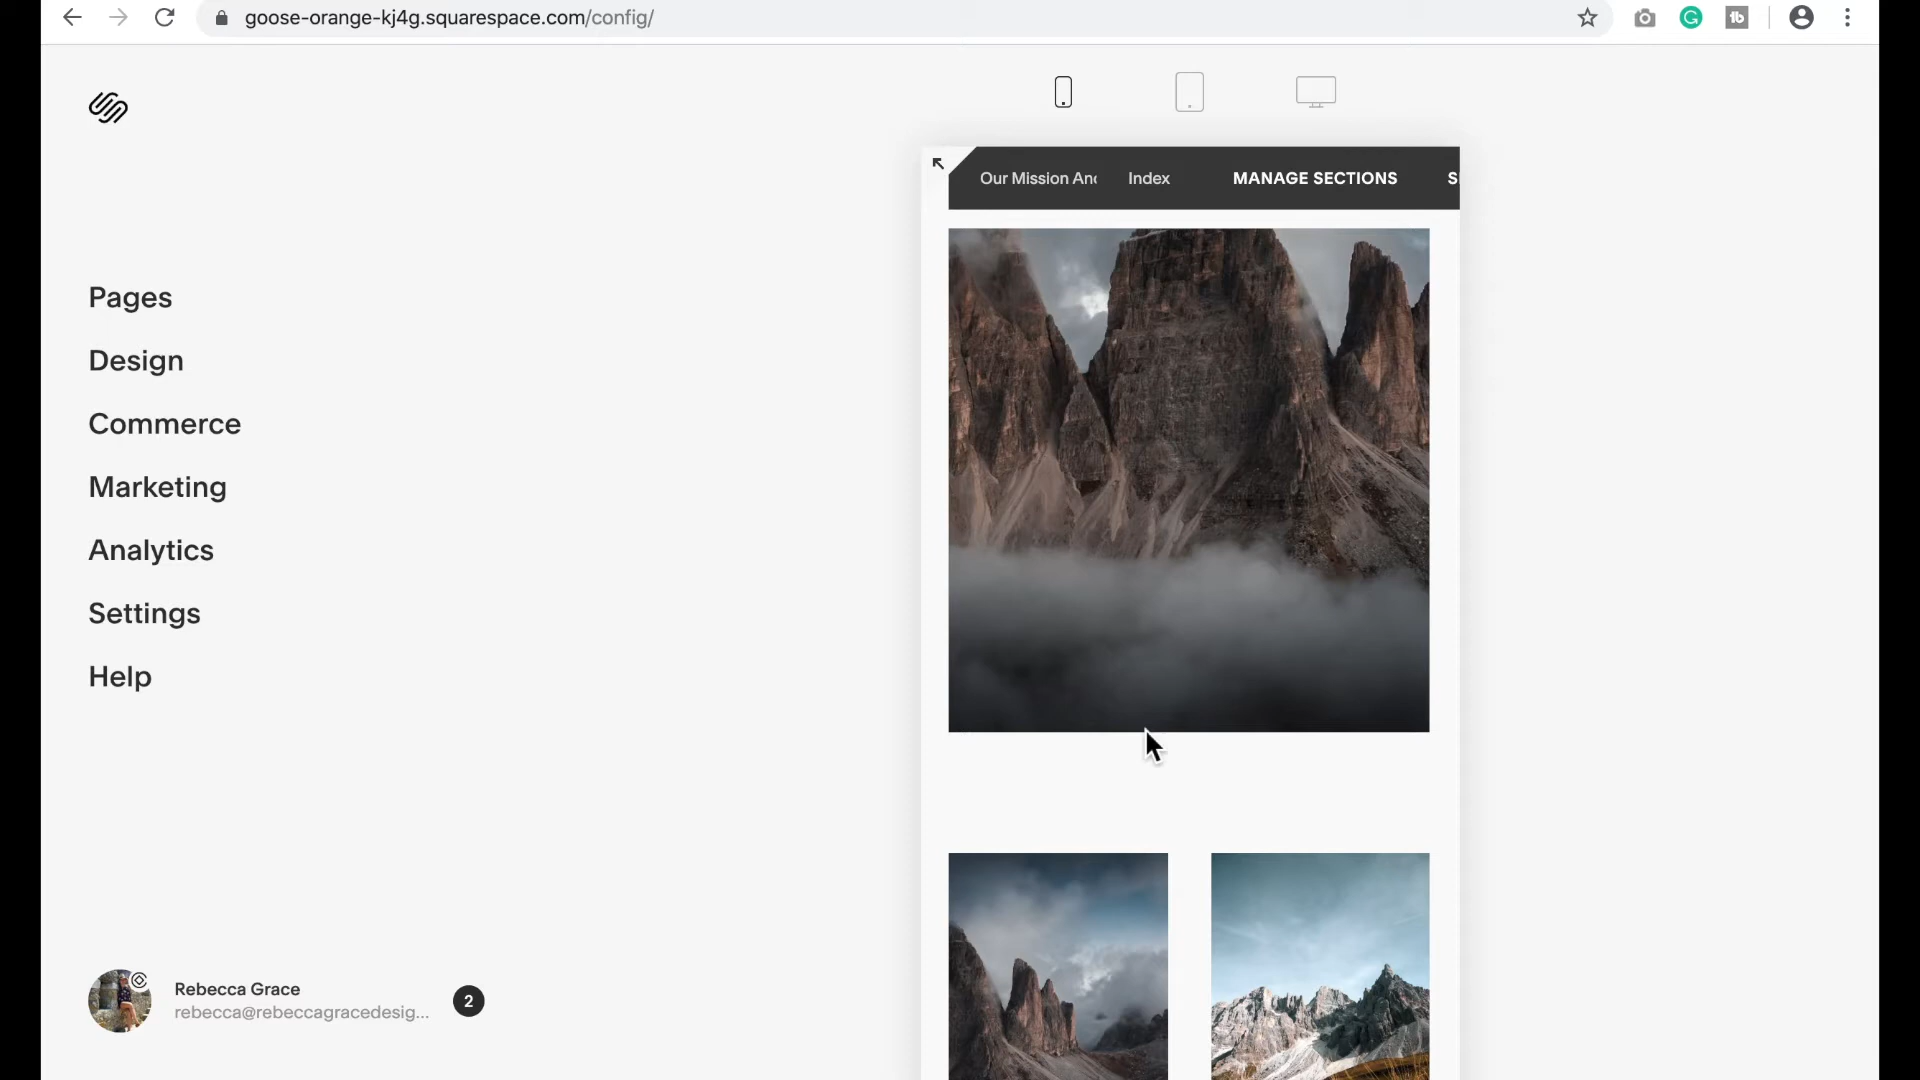 goose-orange-kj4g.squarespace.com/config/
Our Mission And Index MANAGE SECTIONS
Pages
Design
Commerce
Marketing
Analytics
Settings
Help
Rebecca Grace
rebecca@rebeccagracedesig...
2